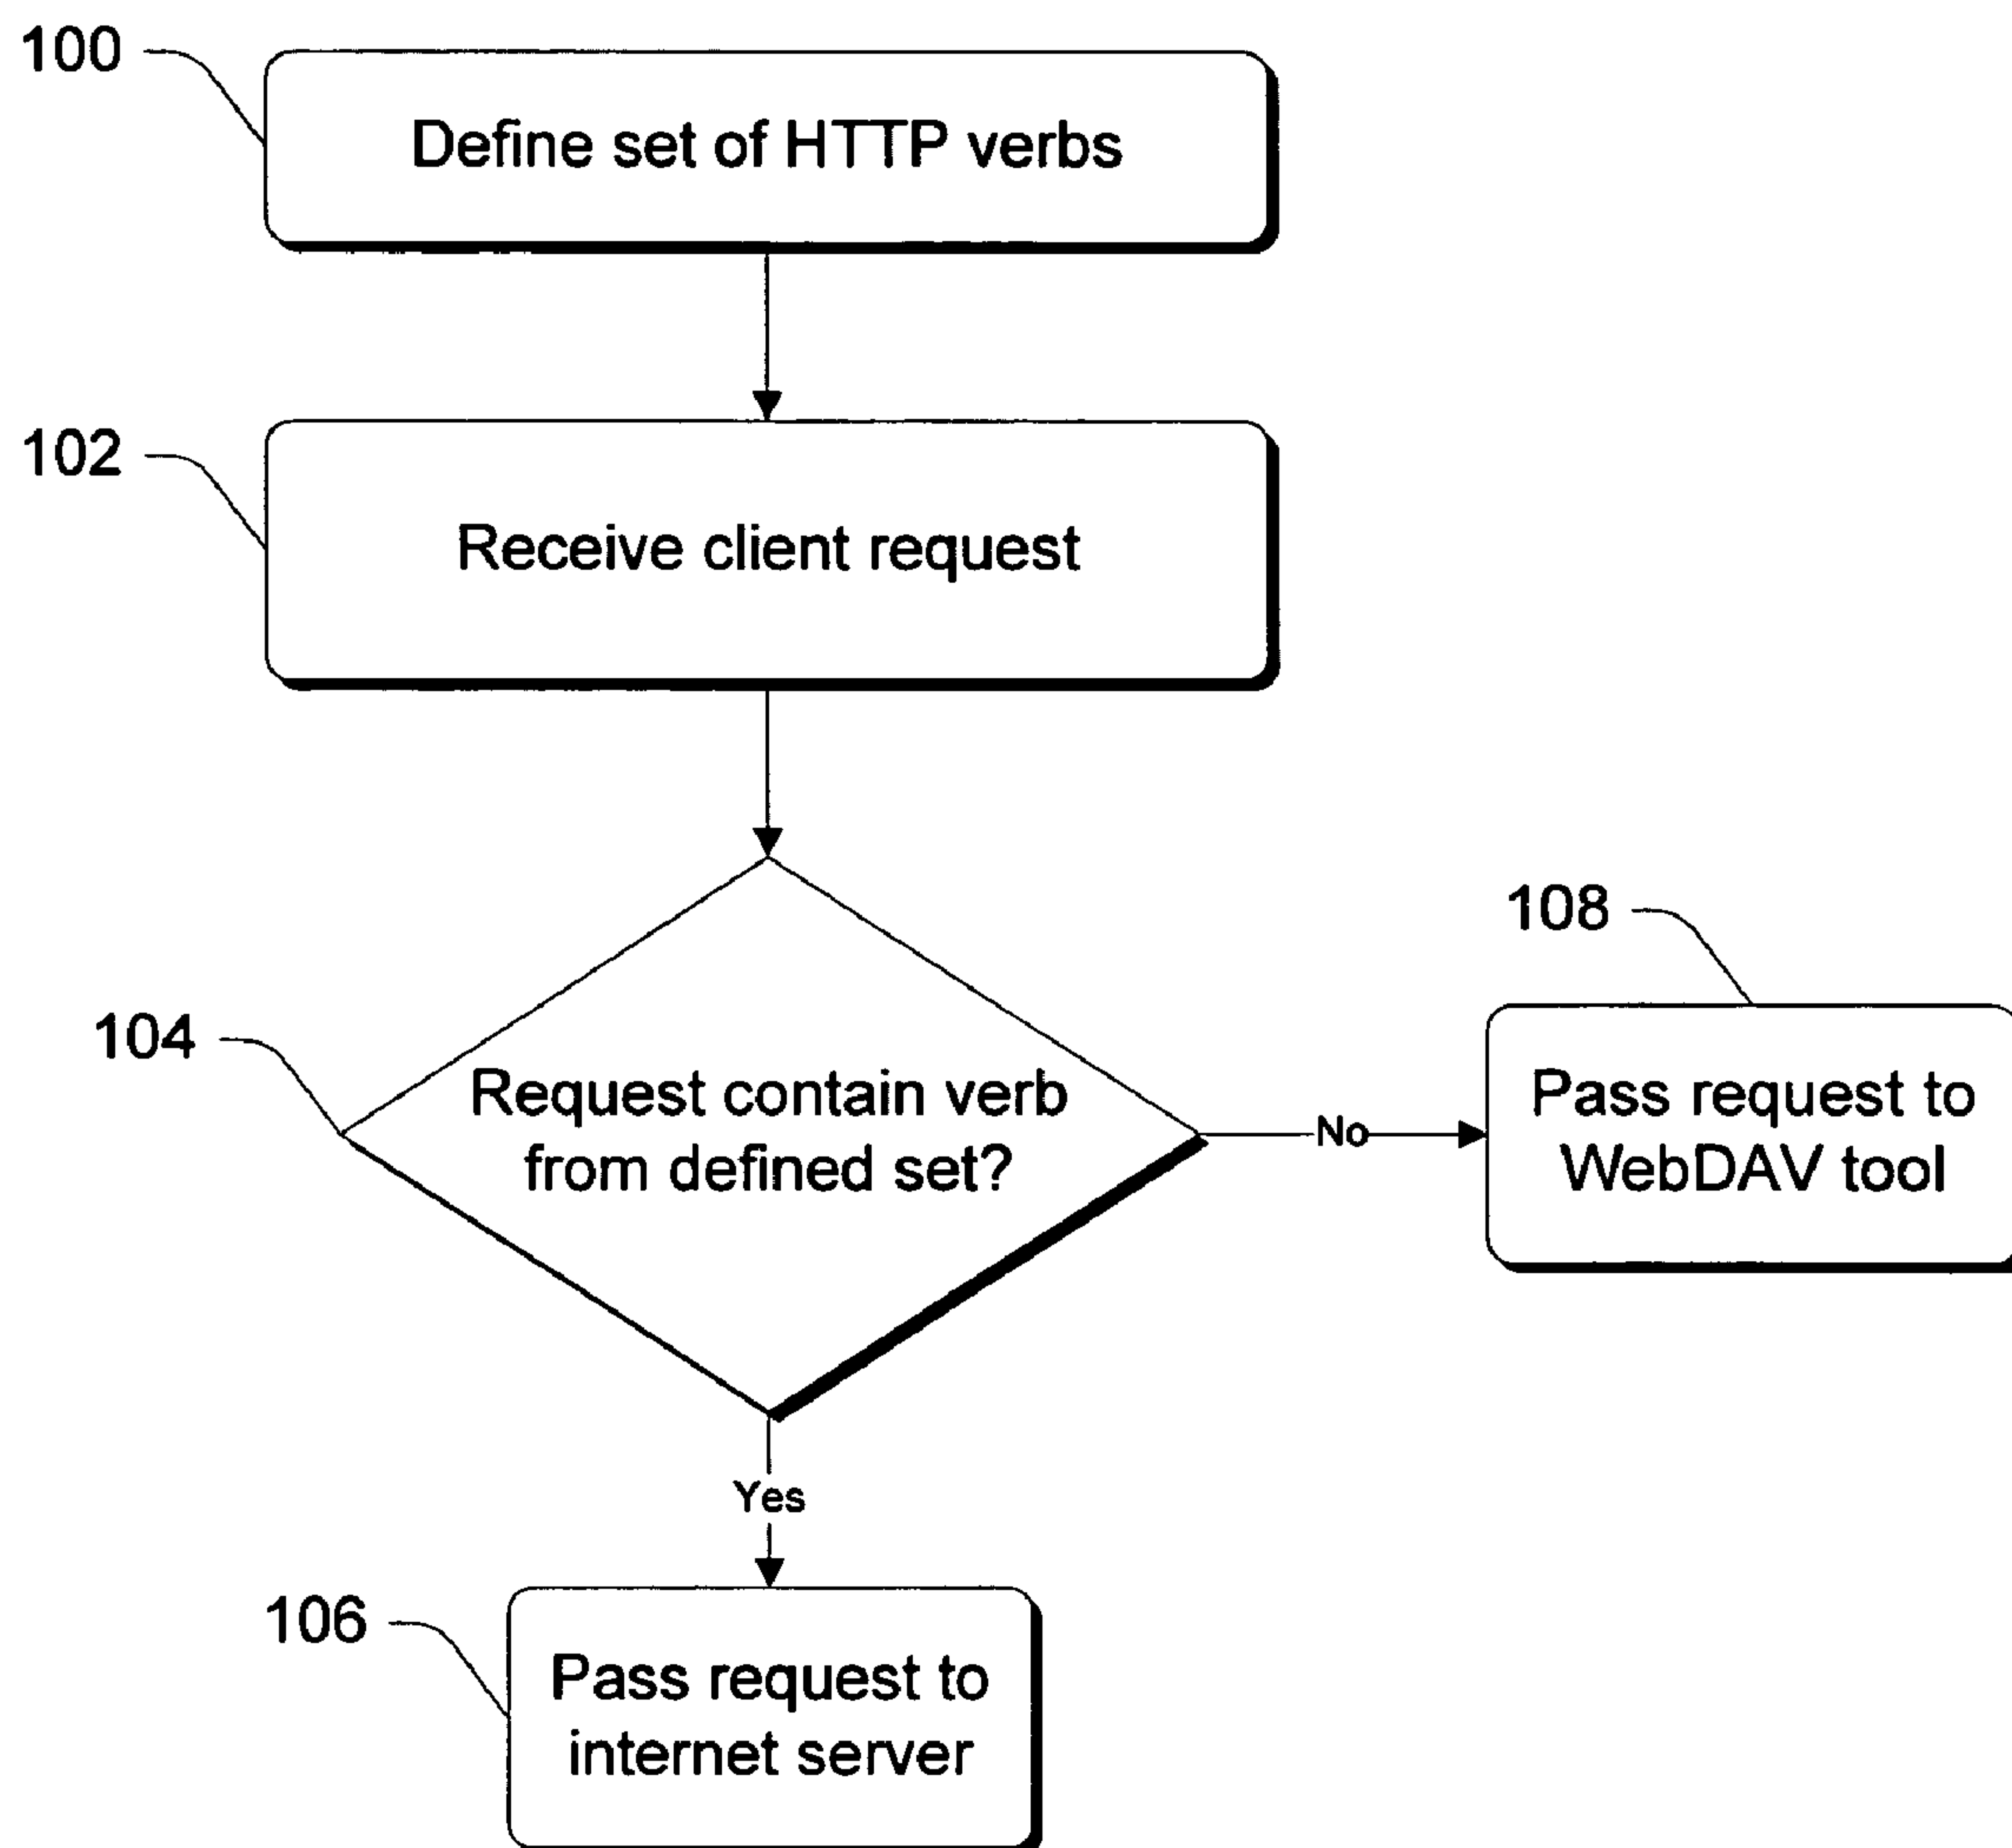 100
Define set of HTTP verbs
102
Receive client request
104
Request contain verb
from defined set?
No
108
Pass request to
WebDAV tool
Yes
106
Pass request to
internet server